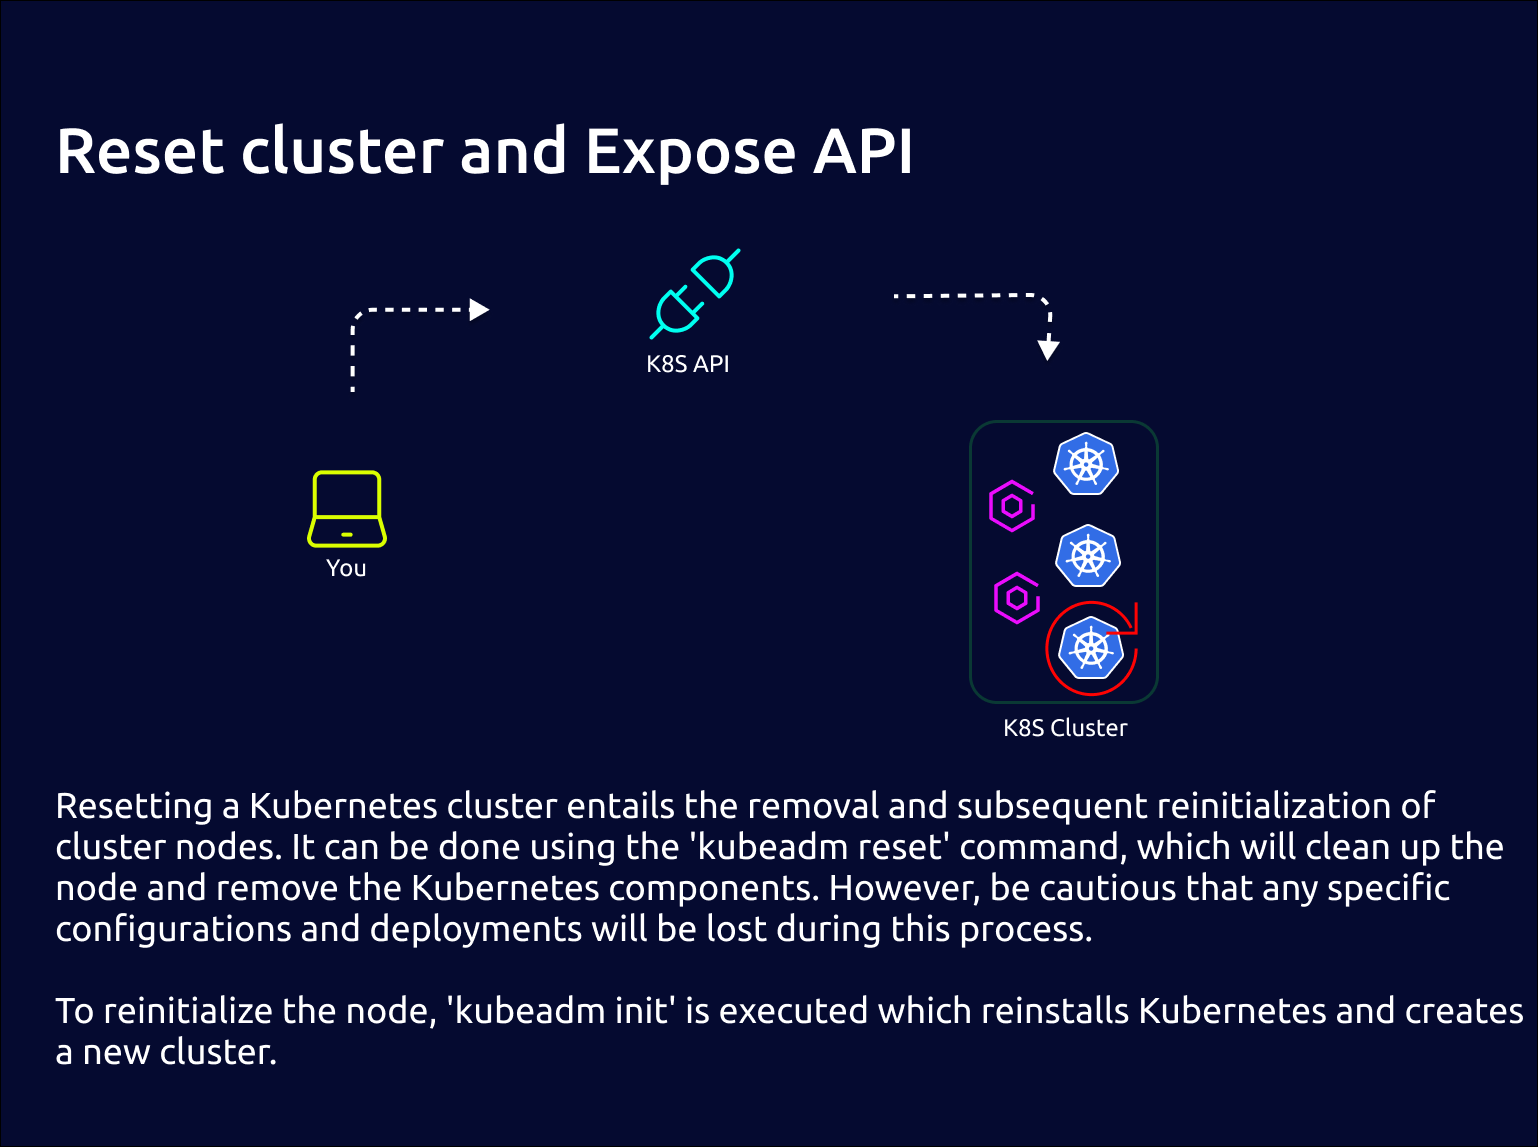 Reset cluster and Expose API
K8S API
You
K8S Cluster
Resetting a Kubernetes cluster entails the removal and subsequent reinitialization of
cluster nodes. It can be done using the 'kubeadm reset' command, which will clean up the
node and remove the Kubernetes components. However, be cautious that any specific
configurations and deployments will be lost during this process.
To reinitialize the node, 'kubeadm init' is executed which reinstalls Kubernetes and creates
a new cluster.